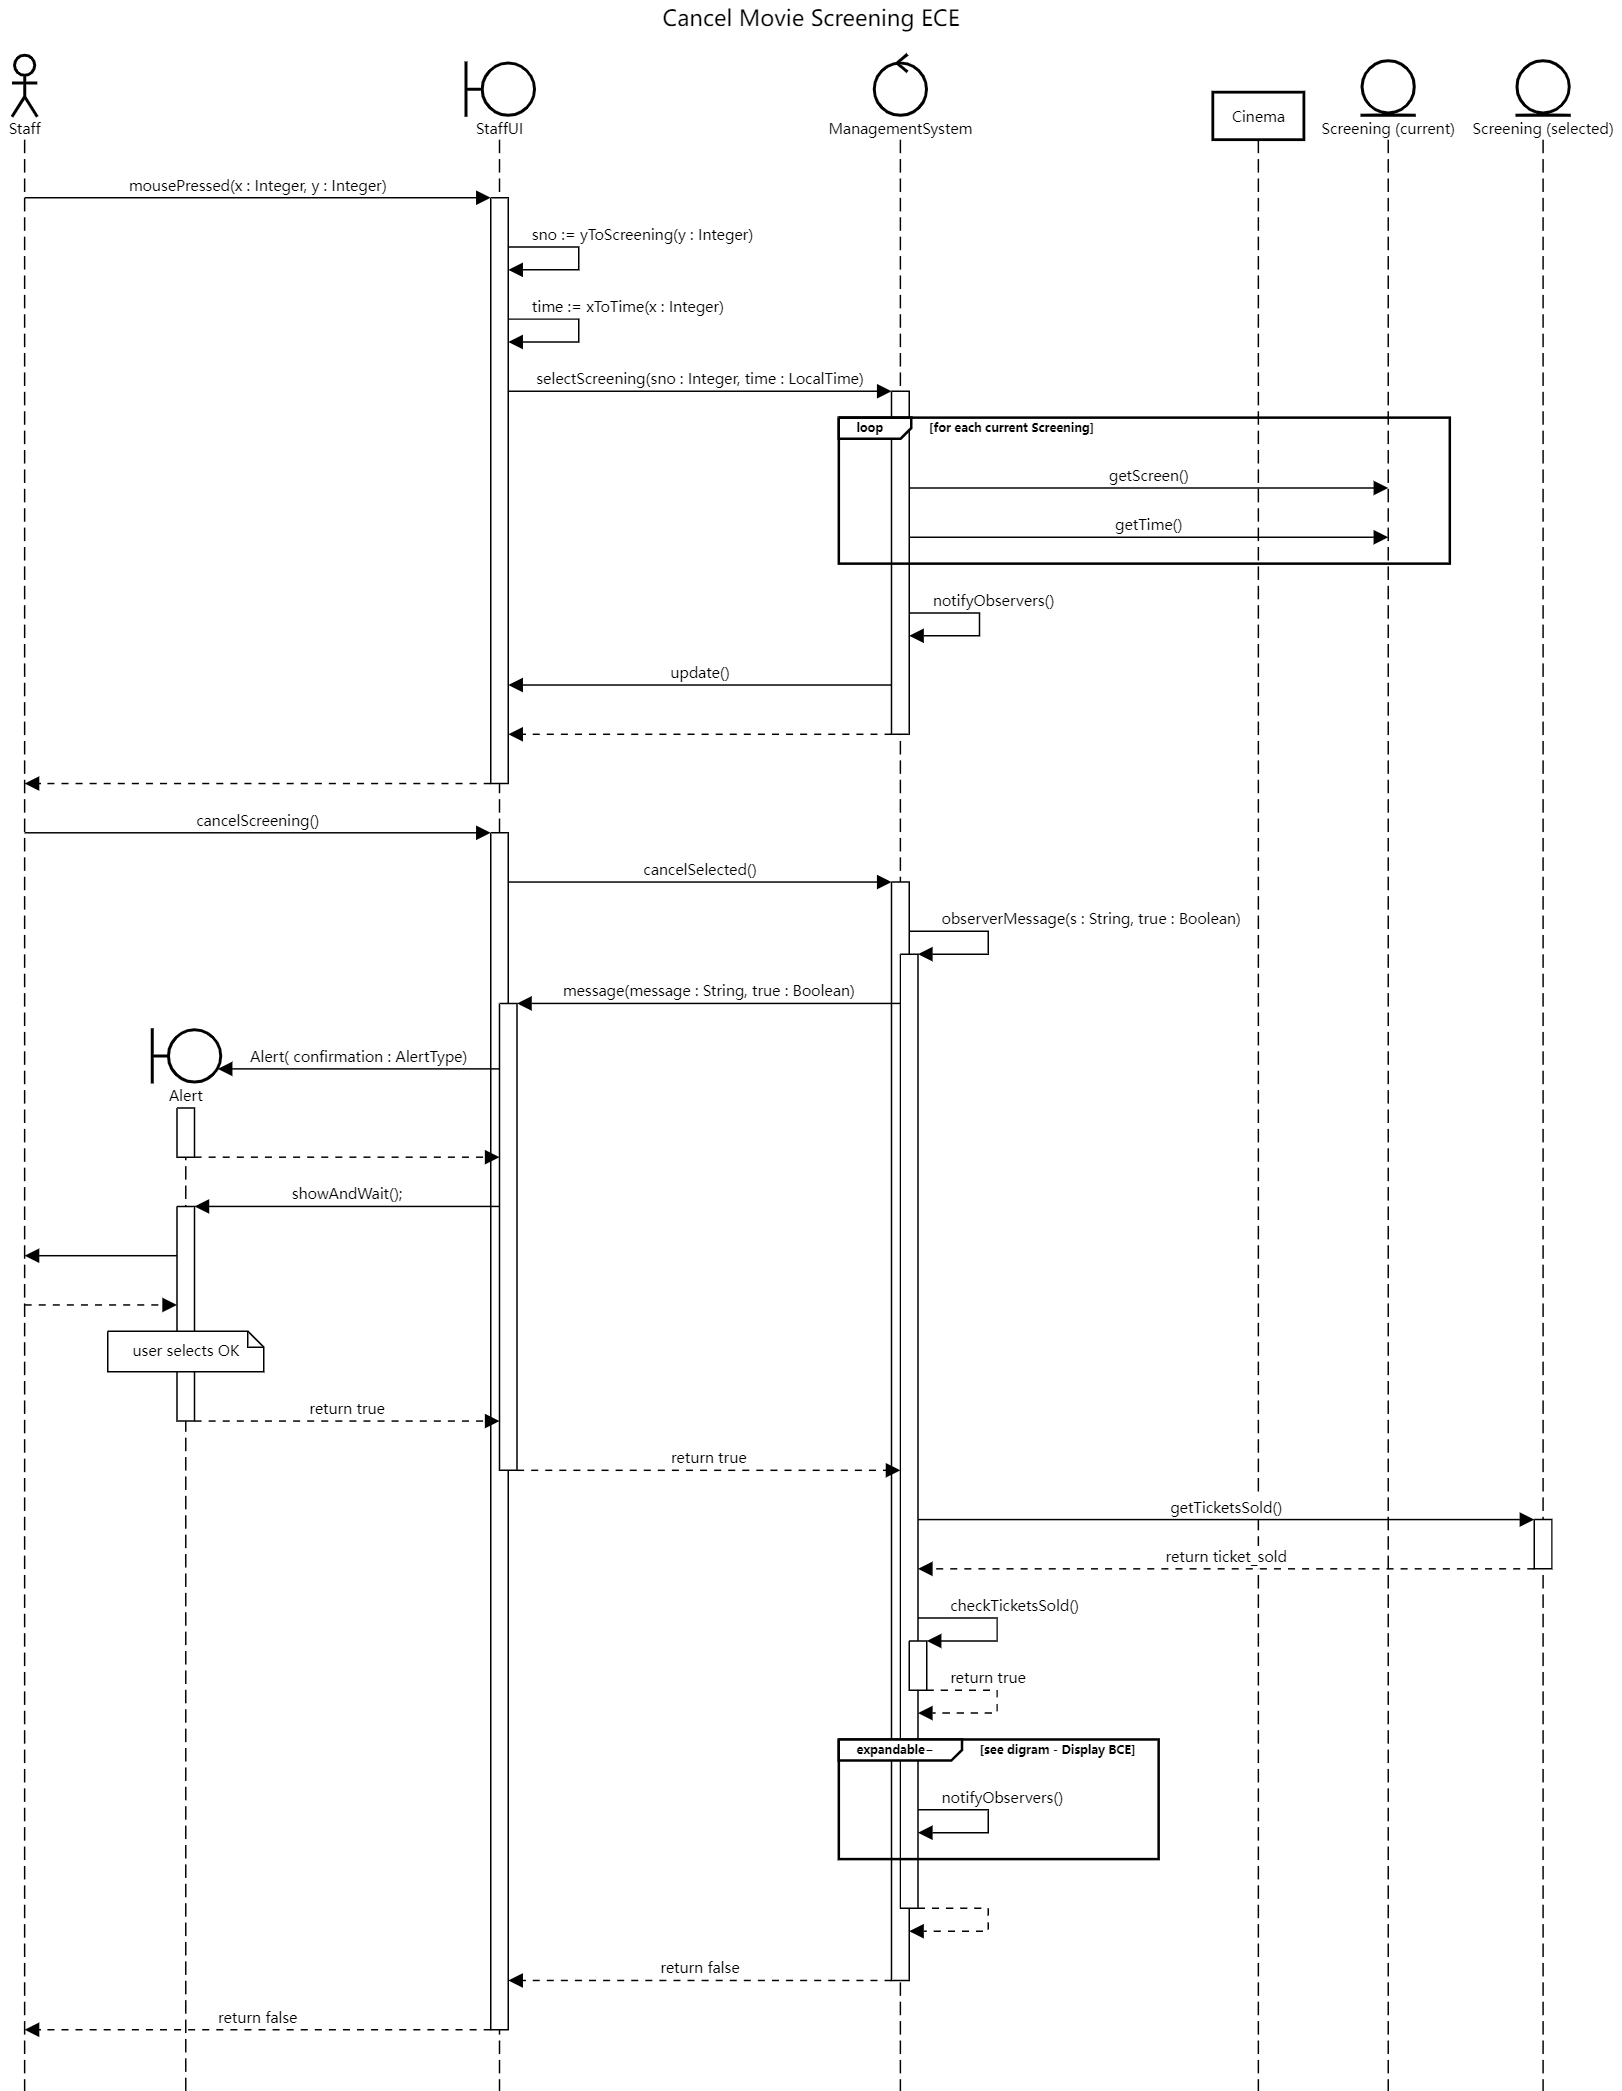 Cancel Movie Screening ECE
Staff
StaffUI
ManagementSystem
Cinema
Screening (current)
Screening (selected)
mousePressed(x : Integer, y : Integer)
sno := yToScreening(y : Integer)
time := xToTime(x : Integer)
selectScreening(sno : Integer, time : LocalTime)
loop [for each current Screening]
getScreen()
getTime()
notifyObservers()
update()
cancelScreening()
cancelSelected()
observerMessage(s : String, true : Boolean)
message(message : String, true : Boolean)
Alert( confirmation : AlertType)
Alert
showAndWait();
user selects OK
return true
return true
getTicketsSold()
return ticket_sold
checkTicketsSold()
return true
expandable− [see digram - Display BCE]
notifyObservers()
return false
return false